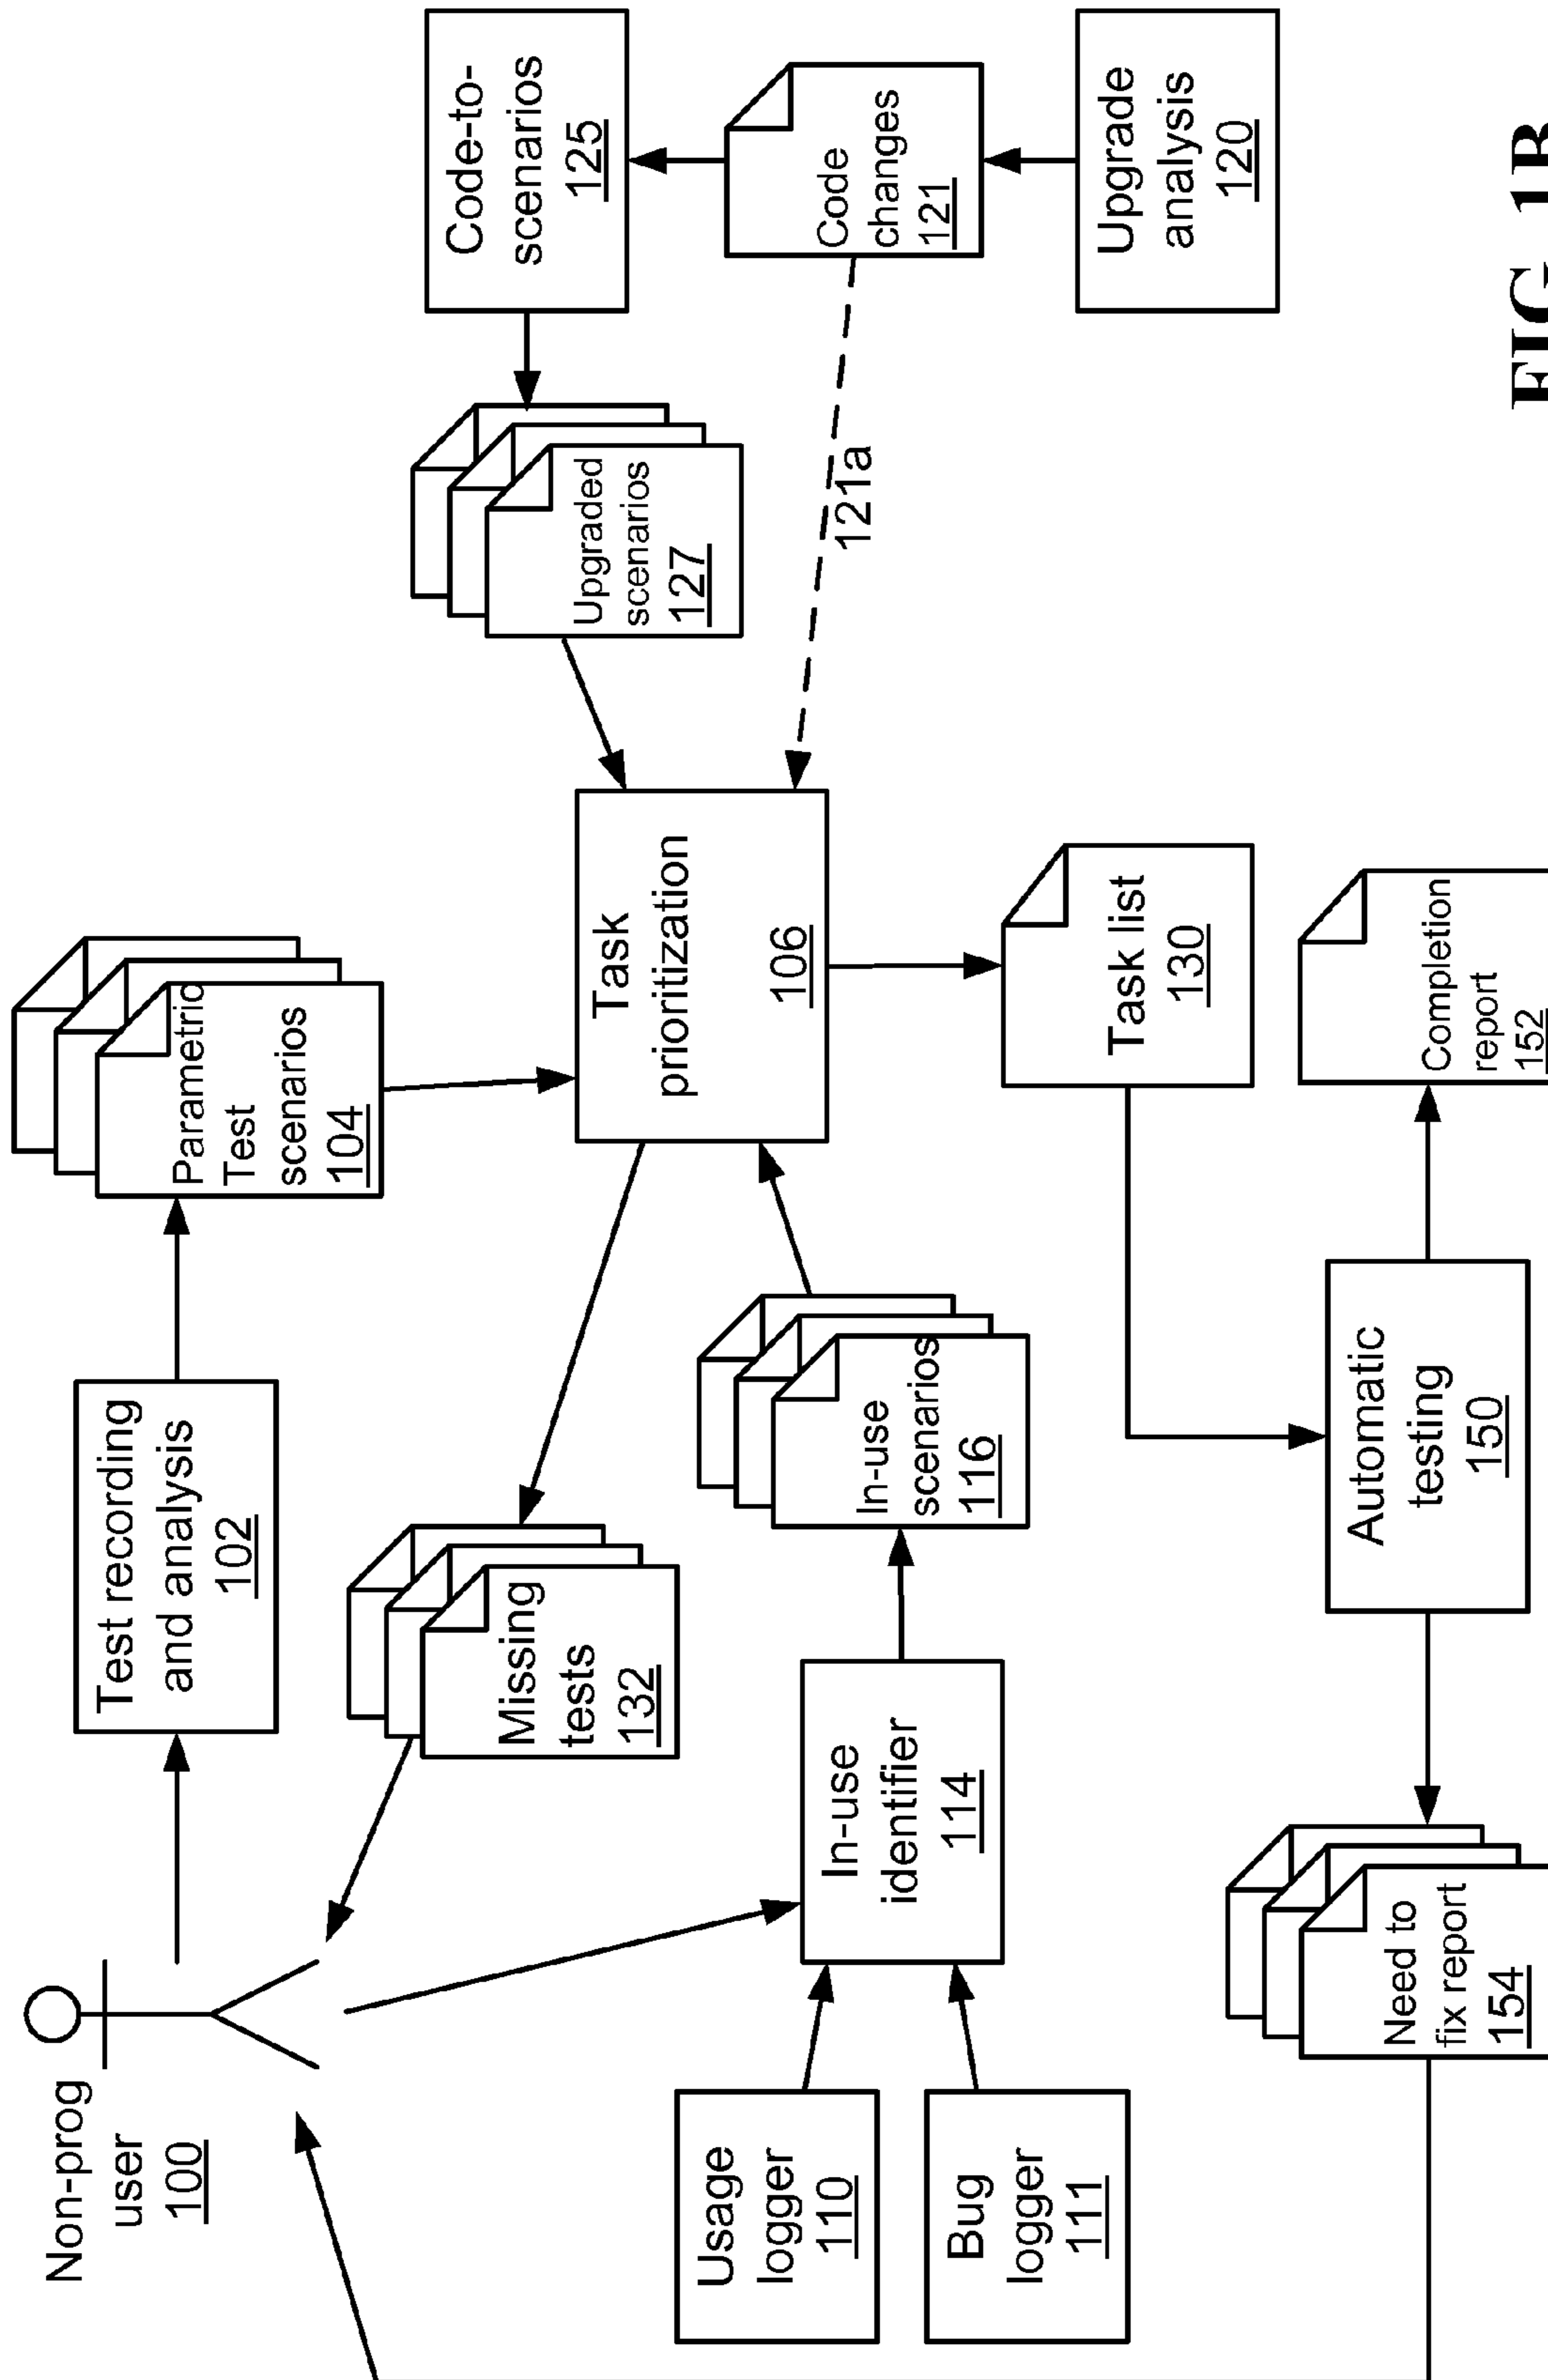 Non-prog
user
100
Test recording
and analysis
102
Parametric
Test
scenarios
104
Code-to-
scenarios
125
Missing
tests
132
Upgraded
scenarios
127
Task
prioritization
106
Code
changes
121
121a
Usage
logger
110
In-use
identifier
114
In-use
scenarios
116
Bug
logger
111
Task list
130
Upgrade
analysis
120
Need to
fix report
154
Automatic
testing
150
Completion
report
152
FIG 1B